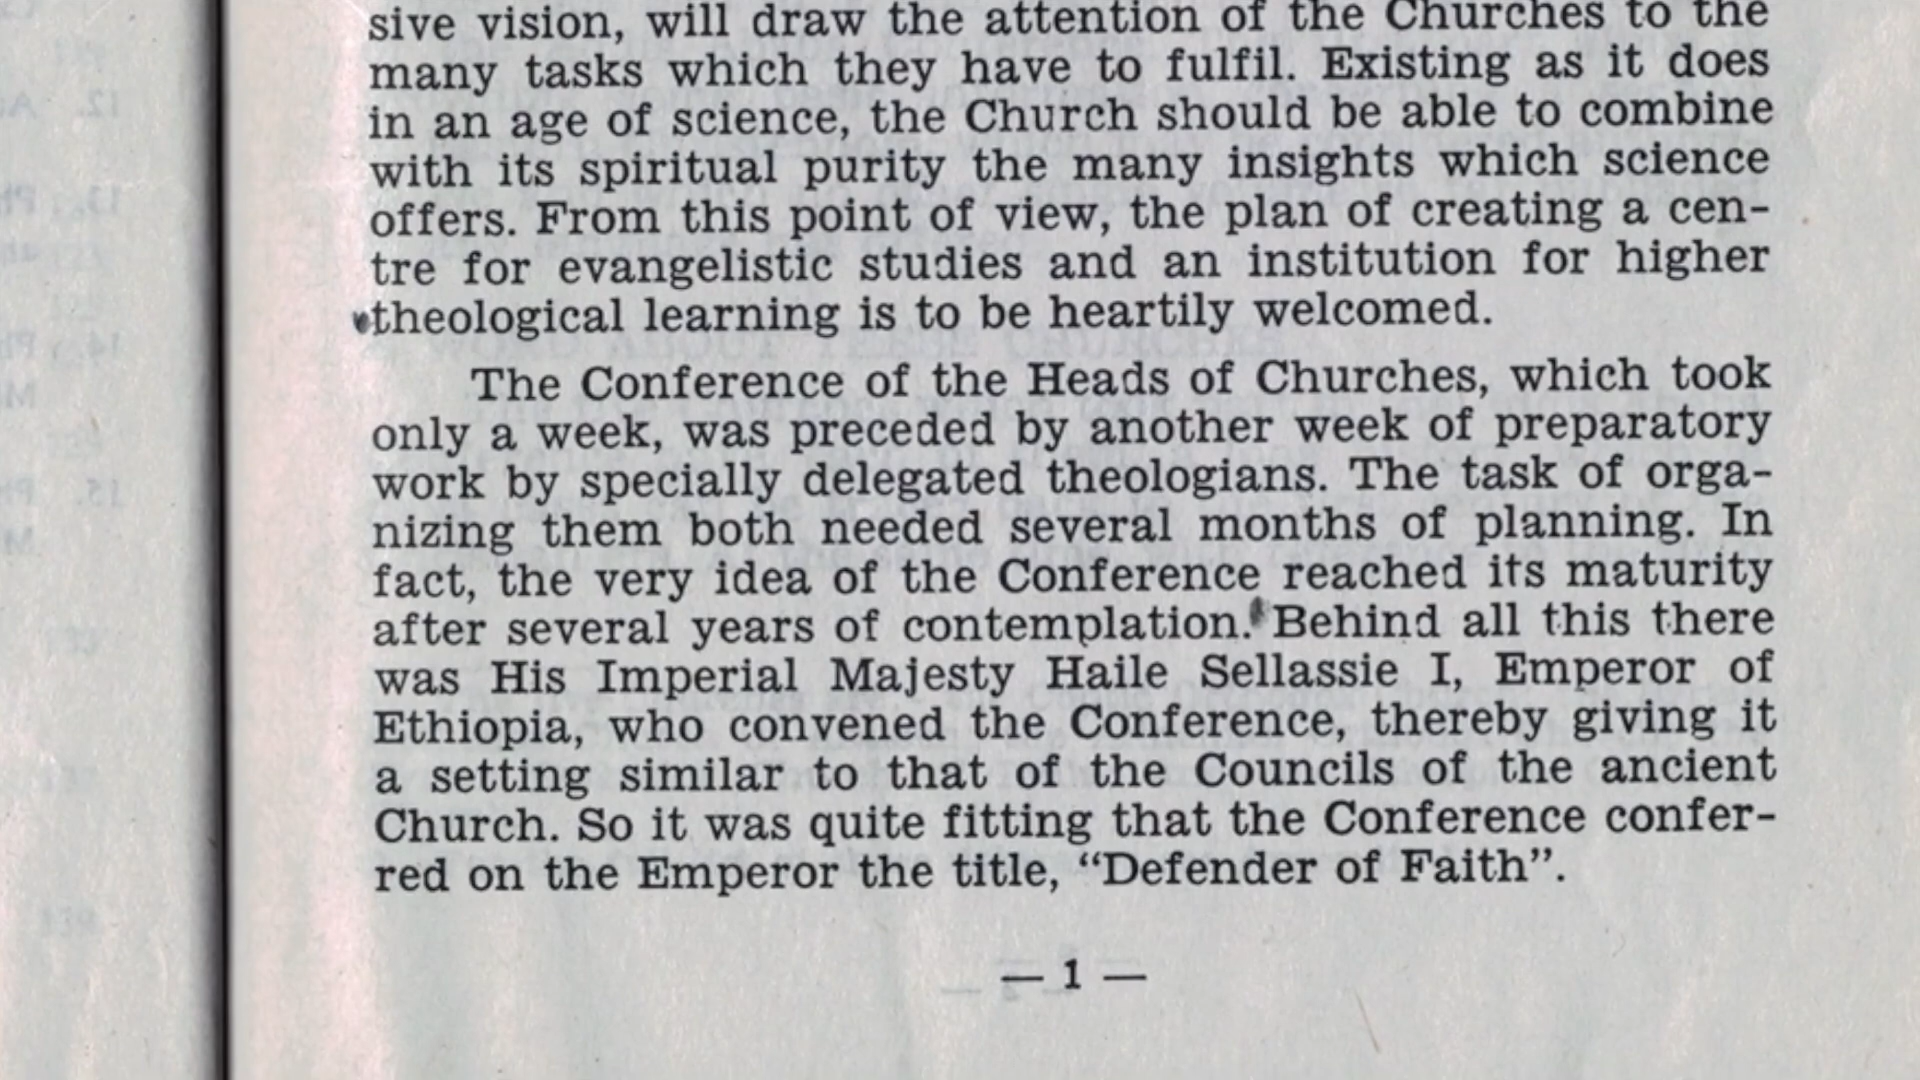 sive vision, will draw the attention of the Churches to the
many tasks which they have to fulfil. Existing as it does
in an age of science, the Church should be able to combine
with its spiritual purity the many insights which science
offers. From this point of view, the plan of creating a cen-
tre for evangelistic studies and an institution for higher
theological learning is to be heartily welcomed.
The Conference of the Heads of Churches, which took
only a week, was preceded by another week of preparatory
work by specially delegated theologians. The task of orga-
nizing them both needed several months of planning. In
fact, the very idea of the Conference reached its maturity
after several years of contemplation. Behind all this there
was His Imperial Majesty Haile Sellassie I, Emperor of
Ethiopia, who convened the Conference, thereby giving it
a setting similar to that of the Councils of the ancient
Church. So it was quite fitting that the Conference confer-
red on the Emperor the title, “Defender of Faith”.
— 1 —